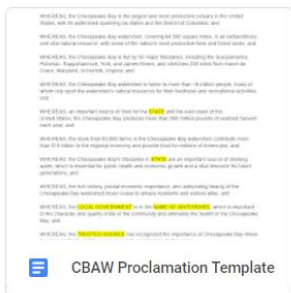 WHEREAS, the Chesapeake Bay is the largest and most productive estuary in the United
States, with its watershed spanning six states and the District of Columbia; and
WHEREAS, the Chesapeake Bay watershed, covering 64,000 square miles, is an extraordinary
and vital natural resource, with some of the nation's most productive farm and forest lands; and
WHEREAS, the Chesapeake Bay is fed by 50 major tributaries, including the Susquehanna,
Potomac, Rappahannock, York, and James Rivers, and stretches 200 miles from Havre de
Grace, Maryland, to Norfolk, Virginia; and
WHEREAS, the Chesapeake Bay watershed is home to more than 18 million people, many of
whom rely upon the watershed's natural resources for their livelihood and recreational activities;
and
WHEREAS, an important source of food for the STATE and the east coast of the
United States, the Chesapeake Bay produces more than 500 million pounds of seafood harvest
each year; and
WHEREAS, the more than 83,000 farms in the Chesapeake Bay watershed contribute more
than $10 billion to the regional economy and provide food for millions of Americans; and
WHEREAS, the Chesapeake Bay's tributaries in STATE are an important source of drinking
water, which is essential for public health and economic growth and a vital resource for future
generations; and
WHEREAS, the rich history, pivotal economic importance, and astounding beauty of the
Chesapeake Bay watershed never cease to amaze residents and visitors alike; and
WHEREAS, the LOCAL GOVERNMENT is in the NAME OF WATERSHED, which is important
to the character and quality of life in the community and ultimately the health of the Chesapeake
Bay; and
WHEREAS, the TRUSTED SOURCE has recognized the importance of Chesapeake Bay Week
CBAW Proclamation Template